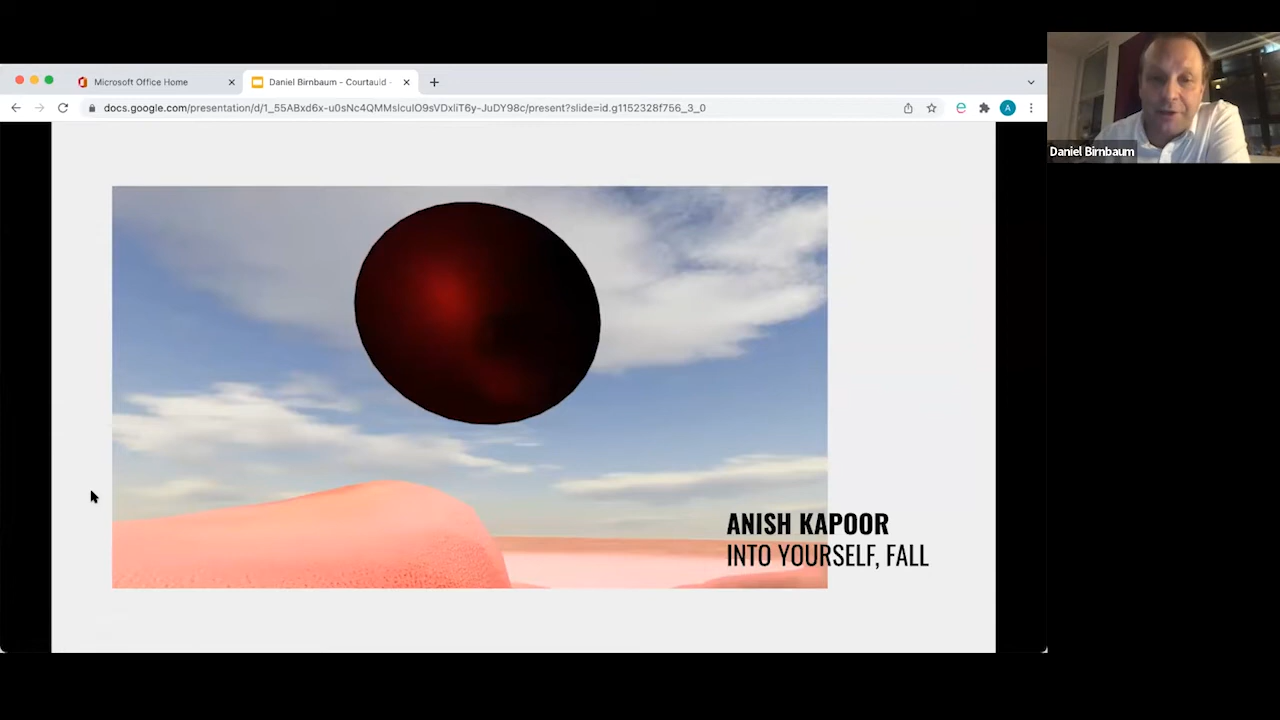 Microsoft Office Home
Daniel Birnbaum - Courtauld -
docs.google.com/presentation/d/1_55ABxd6x-u0sNc4QMMsIcuIO9sVDxliT6y-JuDY98c/present?slide=id.g1152328f756_3_0
A
Daniel Birnbaum
ANISH KAPOOR
INTO YOURSELF, FALL